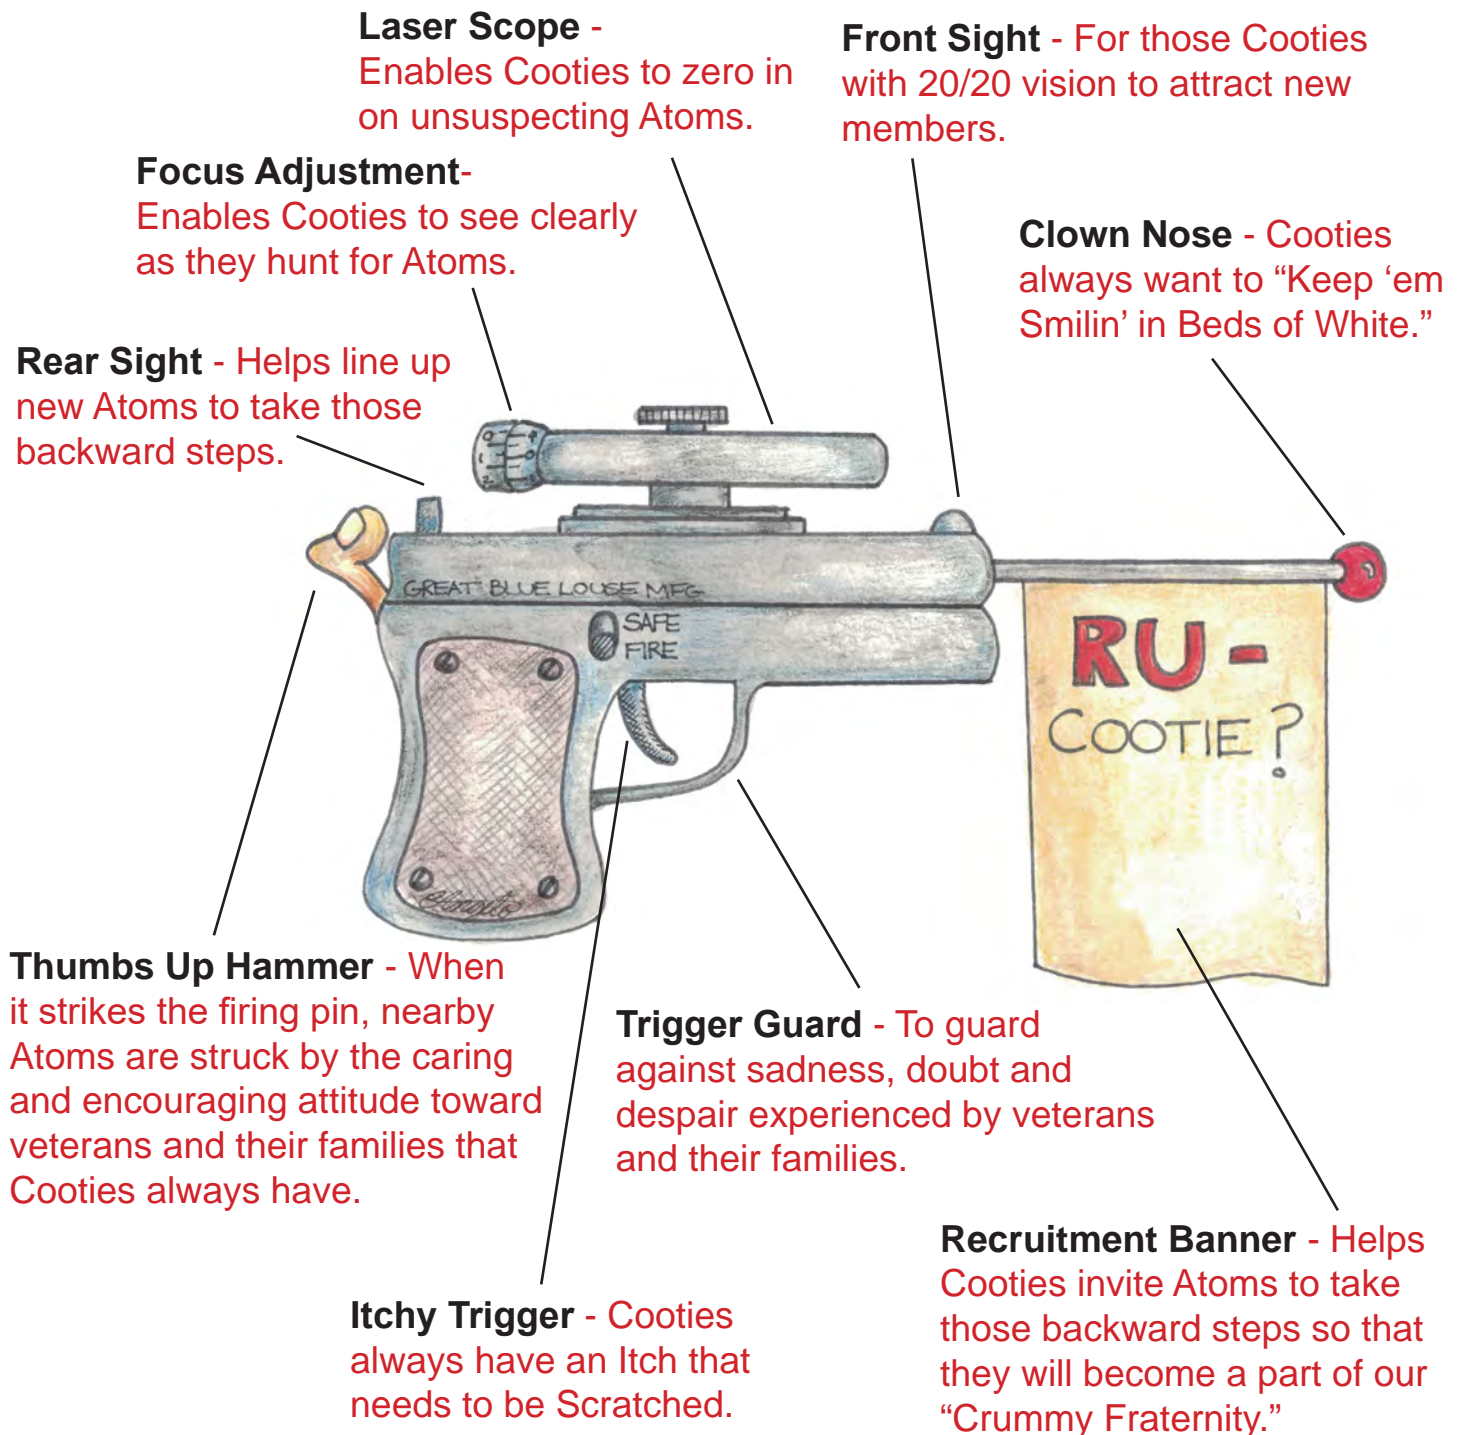 Laser Scope -
Enables Cooties to zero in
on unsuspecting Atoms.
Front Sight - For those Cooties
with 20/20 vision to attract new
members.
Focus Adjustment-
Enables Cooties to see clearly
as they hunt for Atoms.
Clown Nose - Cooties
always want to “Keep ‘em
Smilin’ in Beds of White.”
Rear Sight - Helps line up
new Atoms to take those
backward steps.
GREAT BLUE LOUSE MFG
SAFE
FIRE
RU-
COOTIE?
Thumbs Up Hammer - When
it strikes the firing pin, nearby
Atoms are struck by the caring
and encouraging attitude toward
veterans and their families that
Cooties always have.
Trigger Guard - To guard
against sadness, doubt and
despair experienced by veterans
and their families.
Itchy Trigger - Cooties
always have an Itch that
needs to be Scratched.
Recruitment Banner - Helps
Cooties invite Atoms to take
those backward steps so that
they will become a part of our
“Crummy Fraternity.”